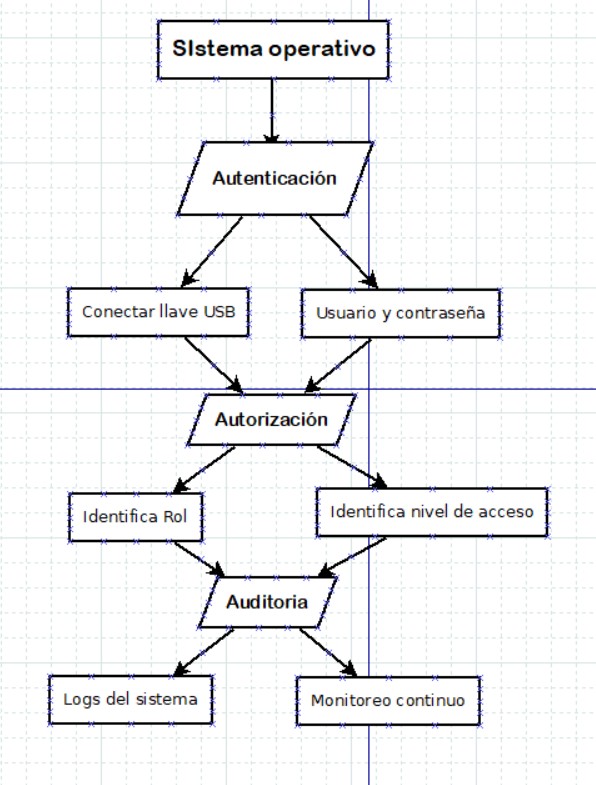 SIstema operativo
Autenticación
Conectar llave USB
Usuario y contraseña
Autorización
Identifica Rol
Identifica nivel de acceso
Auditoria
Logs del sistema
Monitoreo continuo